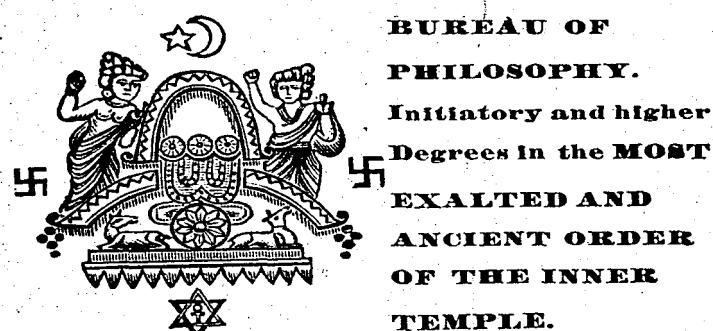 BUREAU OF
PHILOSOPHY.
Initiatory and higher
Degrees in the MOST
EXALTED AND
ANCIENT ORDER
OF THE INNER
TEMPLE.